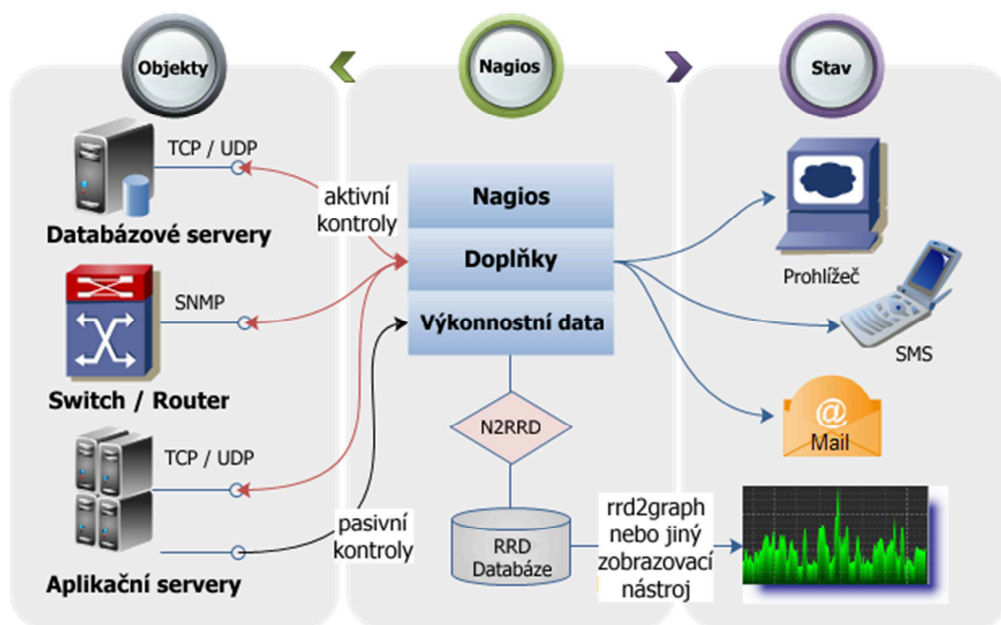 Objekty
Nagios
Stav
TCP / UDP
Databázové servery
SNMP
Switch / Router
TCP / UDP
Aplikační servery
aktivní
kontroly
pasivní
kontroly
Nagios
Doplňky
Výkonnostní data
N2RRD
RRD
Databáze
rrd2graph
nebo jiný
zobrazovací
nástroj
Prohlížeč
SMS
@
Mail